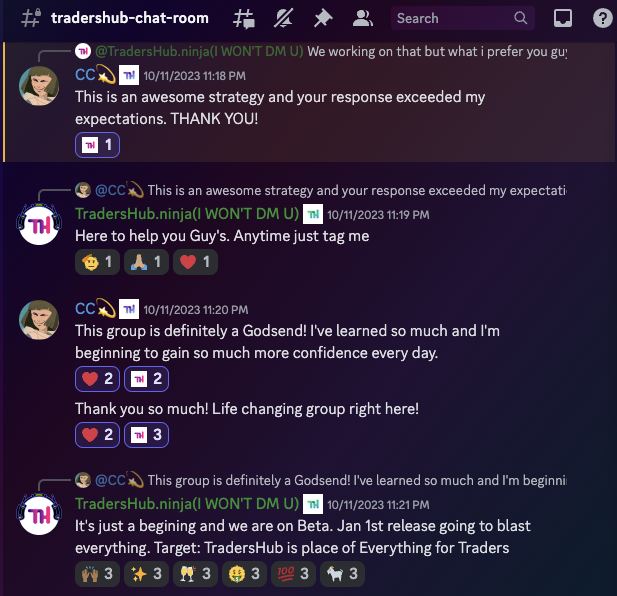 tradershub-chat-room
Search
@TradersHub.ninja(I WON'T DM U) We working on that but what i prefer you guy
CC 10/11/2023 11:18 PM
This is an awesome strategy and your response exceeded my
expectations. THANK YOU!
TH 1
@CC This is an awesome strategy and your response exceeded my expectati
TradersHub.ninja(I WON'T DM U) TH 10/11/2023 11:19 PM
Here to help you Guy's. Anytime just tag me
1 1 1
CC TH 10/11/2023 11:20 PM
This group is definitely a Godsend! I've learned so much and I'm
beginning to gain so much more confidence every day.
2 TH 2
Thank you so much! Life changing group right here!
2 TH 3
@CC This group is definitely a Godsend! I've learned so much and I'm beginni
TradersHub.ninja(I WON'T DM U) TH 10/11/2023 11:21 PM
It's just a begining and we are on Beta. Jan 1st release going to blast
everything. Target: TradersHub is place of Everything for Traders
3 3 3 3 100 3 3